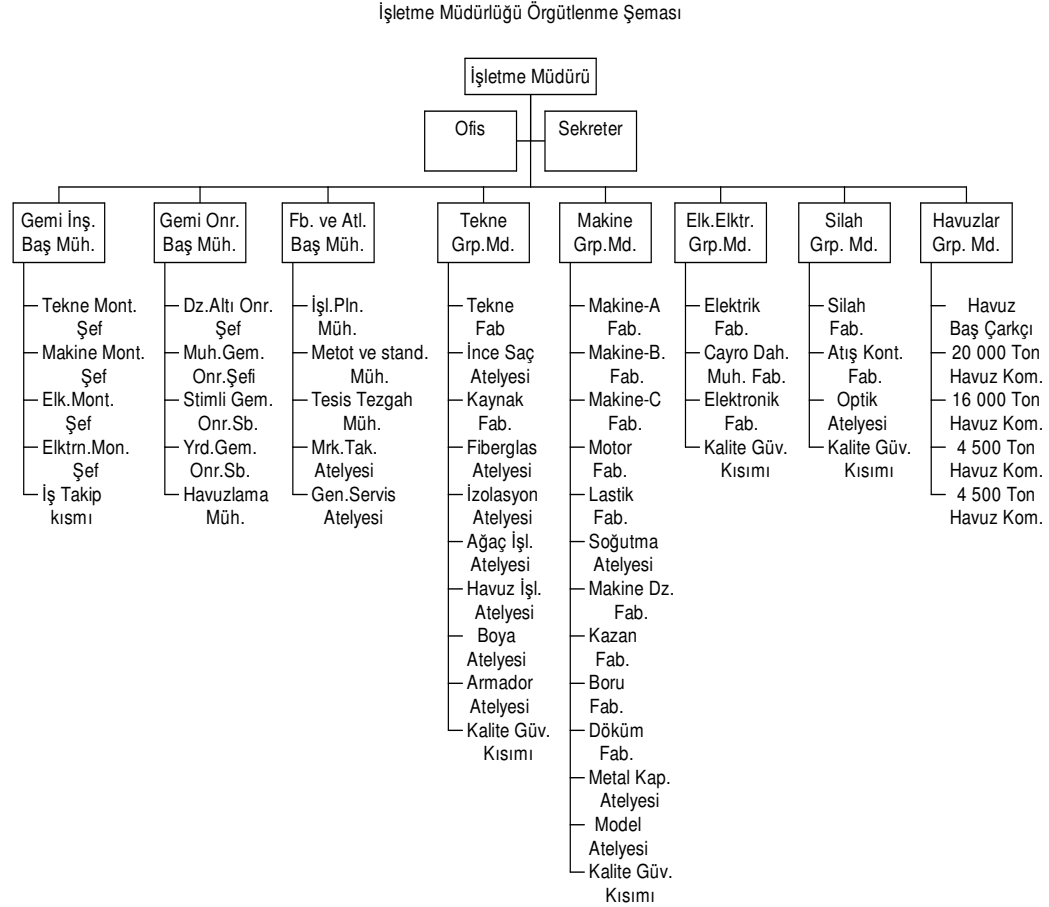 İşletme Müdürlüğü Örgütlenme Şeması
İşletme Müdürü
Ofis
Sekreter
Gemi İnş.
Baş Müh.
Tekne Mont.
Şef
Makine Mont.
Şef
Elk.Mont.
Şef
Elktrn.Mon.
Şef
İş Takip
kısmı
Gemi Onr.
Baş Müh.
Dz.Altı Onr.
Şef
Muh.Gem.
Onr.Şefi
Stimli Gem.
Onr.Sb.
Yrd.Gem.
Onr.Sb.
Havuzlama
Müh.
Fb. ve Atl.
Baş Müh.
İşl.Pln.
Müh.
Metot ve stand.
Müh.
Tesis Tezgah
Müh.
Mrk.Tak.
Atelyesi
Gen.Servis
Atelyesi
Tekne
Grp.Md.
Tekne
Fab
İnce Saç
Atelyesi
Kaynak
Fab.
Fiberglas
Atelyesi
İzolasyon
Atelyesi
Ağaç İşl.
Atelyesi
Havuz İşl.
Atelyesi
Boya
Atelyesi
Armador
Atelyesi
Kalite Güv.
Kısımı
Makine
Grp.Md.
Makine-A
Fab.
Makine-B.
Fab.
Makine-C
Fab.
Motor
Fab.
Lastik
Fab.
Soğutma
Atelyesi
Makine Dz.
Fab.
Kazan
Fab.
Boru
Fab.
Döküm
Fab.
Metal Kap.
Atelyesi
Model
Atelyesi
Kalite Güv.
Kısımı
Elk.Elktr.
Grp.Md.
Elektrik
Fab.
Cayro Dah.
Muh. Fab.
Elektronik
Fab.
Kalite Güv.
Kısımı
Silah
Grp. Md.
Silah
Fab.
Atış Kont.
Fab.
Optik
Atelyesi
Kalite Güv.
Kısımı
Havuzlar
Grp. Md.
Havuz
Baş Çarkçı
20 000 Ton
Havuz Kom.
16 000 Ton
Havuz Kom.
4 500 Ton
Havuz Kom.
4 500 Ton
Havuz Kom.